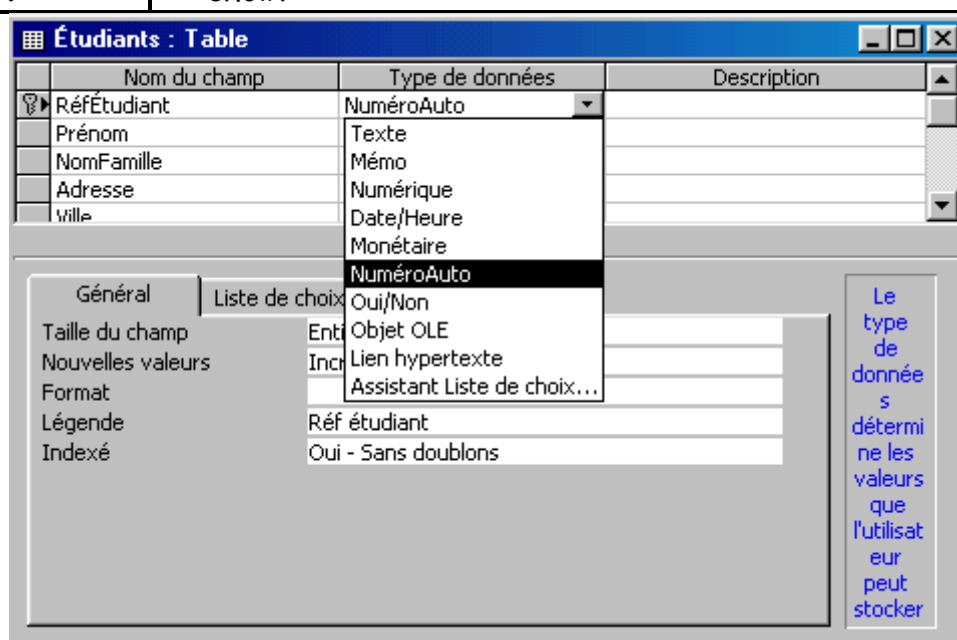 Étudiants : Table
Nom du champ Type de données Description
RéfÉtudiant NuméroAuto
Prénom
NomFamille
Adresse
Ville
Texte
Mémo
Numérique
Date/Heure
Monétaire
NuméroAuto
Oui/Non
Objet OLE
Lien hypertexte
Assistant Liste de choix...
Général Liste de choix
Taille du champ Enti
Nouvelles valeurs Incr
Format
Légende Réf étudiant
Indexé Oui - Sans doublons
Le
type
de
donnée
s
détermi
ne les
valeurs
que
l'utilisat
eur
peut
stocker